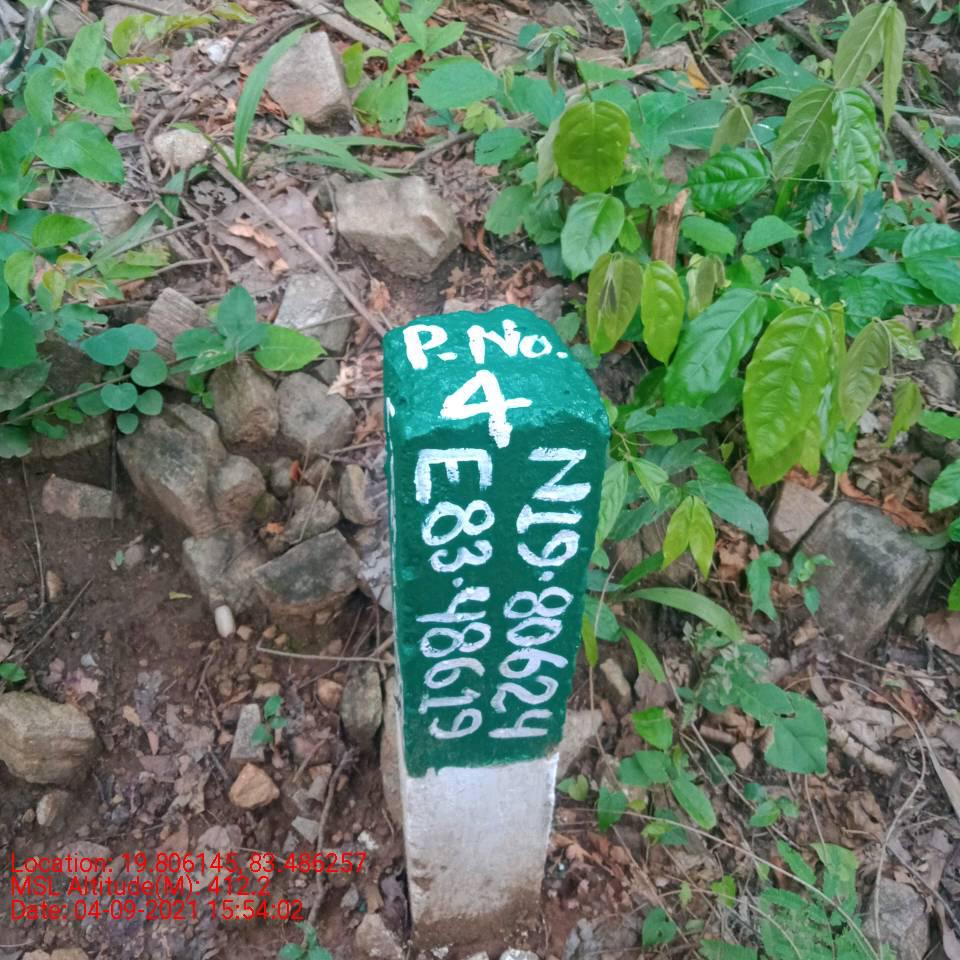 P.No.
4
N19.80624
E83.48619
Location: 19.806145, 83.486257
MSL Altitude(M): 412.2
Date: 04-09-2021 15:54:02